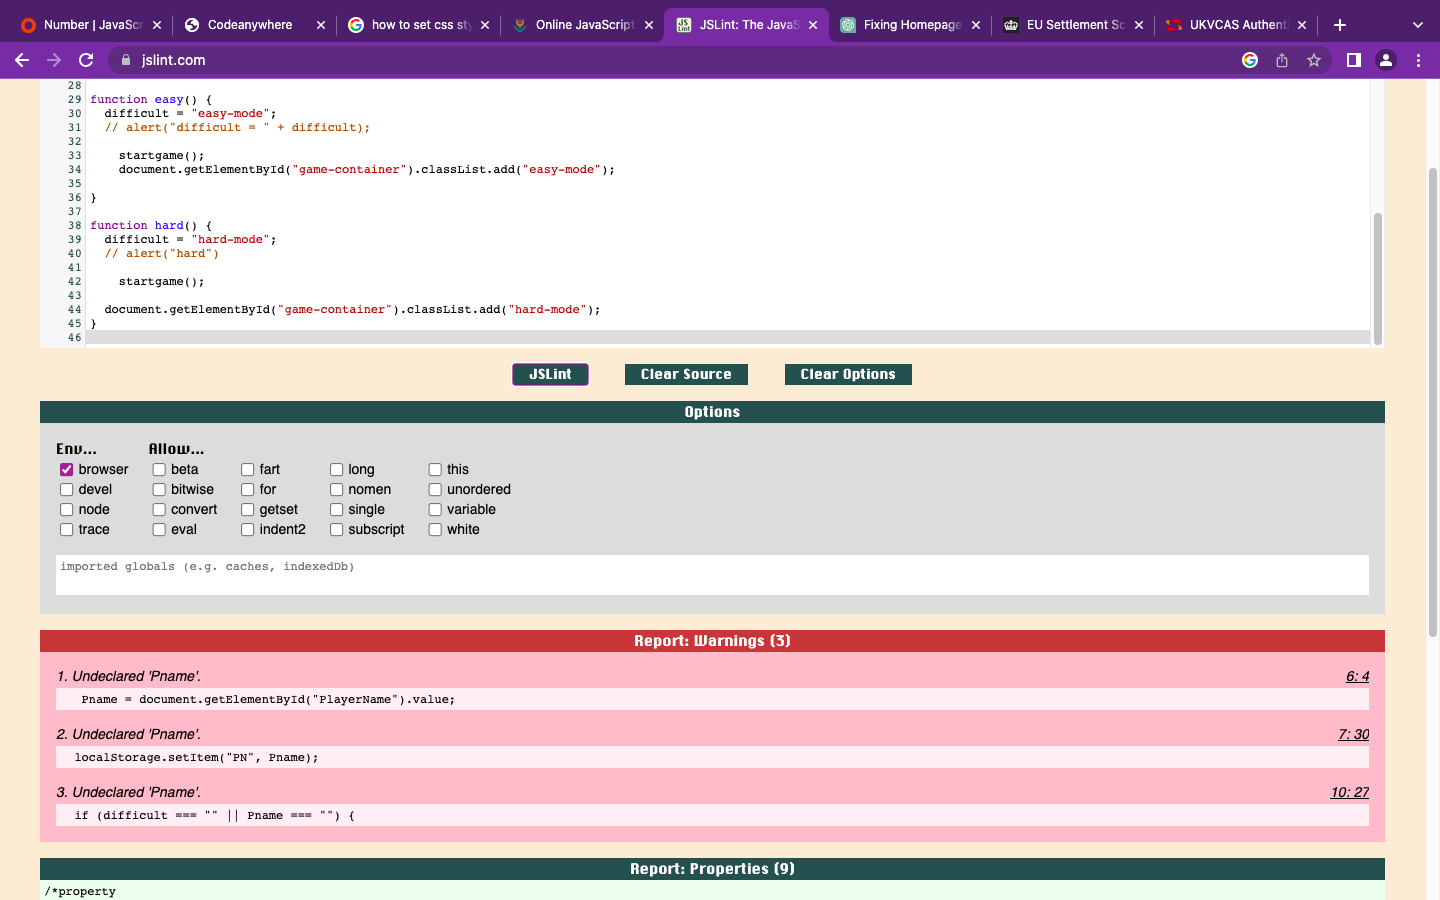 Number | JavaScr
Codeanywhere
how to set css sty
Online JavaScript
JSLint: The JavaS
Fixing Homepage
EU Settlement Sc
UKVCAS Authent
jslint.com
28
29 function easy() {
30 difficult = "easy-mode";
31 // alert("difficult = " + difficult);
32
33 startgame();
34 document.getElementById("game-container").classList.add("easy-mode");
35
36 }
37
38 function hard() {
39 difficult = "hard-mode";
40 // alert("hard")
41
42 startgame();
43
44 document.getElementById("game-container").classList.add("hard-mode");
45 }
46
JSLint Clear Source Clear Options
Options
Env... Allow...
browser beta fart long this
devel bitwise for nomen unordered
node convert getset single variable
trace eval indent2 subscript white
imported globals (e.g. caches, indexedDb)
Report: Warnings (3)
1. Undeclared 'Pname'. 6: 4
Pname = document.getElementById("PlayerName").value;
2. Undeclared 'Pname'. 7: 30
localStorage.setItem("PN", Pname);
3. Undeclared 'Pname'. 10: 27
if (difficult === "" || Pname === "") {
Report: Properties (9)
/*property